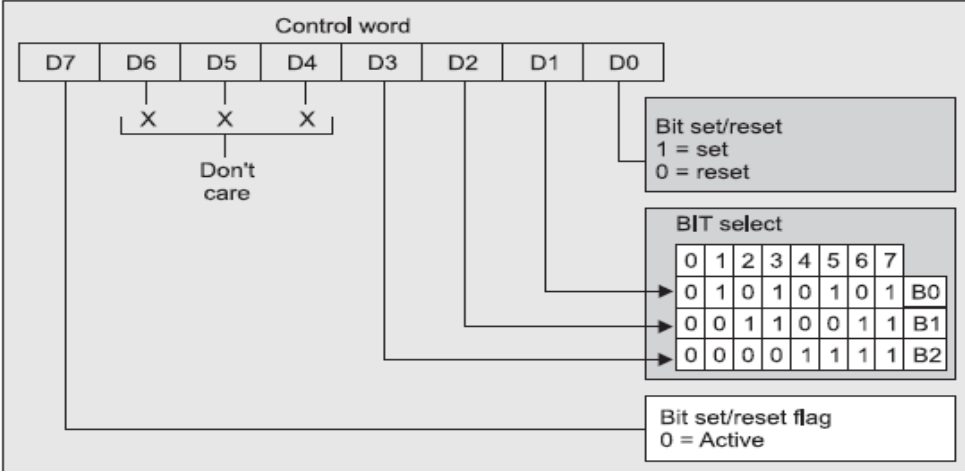 Control word
D7 D6 D5 D4 D3 D2 D1 D0
X X X
Don't
care
Bit set/reset
1 = set
0 = reset
BIT select
0 1 2 3 4 5 6 7
0 1 0 1 0 1 0 1 B0
0 0 1 1 0 0 1 1 B1
0 0 0 0 1 1 1 1 B2
Bit set/reset flag
0 = Active